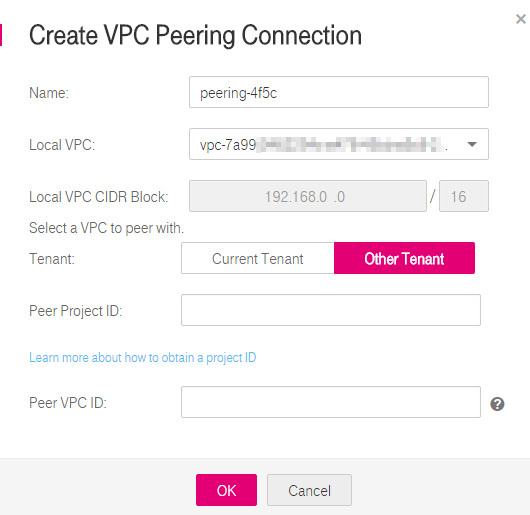 ×
Create VPC Peering Connection
Name: peering-4f5c
Local VPC: vpc-7a99
Local VPC CIDR Block: 192.168.0 .0 / 16
Select a VPC to peer with.
Tenant: Current Tenant Other Tenant
Peer Project ID:
Learn more about how to obtain a project ID
Peer VPC ID: ?
OK Cancel